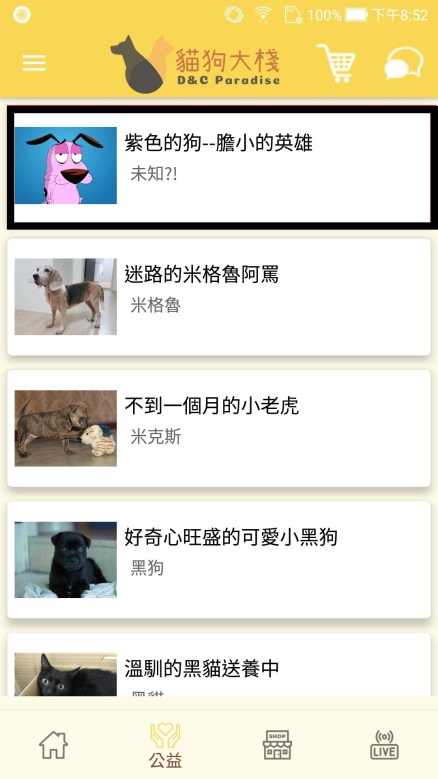 100% 下午8:52
貓狗大棧
D&C Paradise
紫色的狗--膽小的英雄
未知?!
迷路的米格魯阿罵
米格魯
不到一個月的小老虎
米克斯
好奇心旺盛的可愛小黑狗
黑狗
溫馴的黑貓送養中
黑貓
公益
SHOP
LIVE